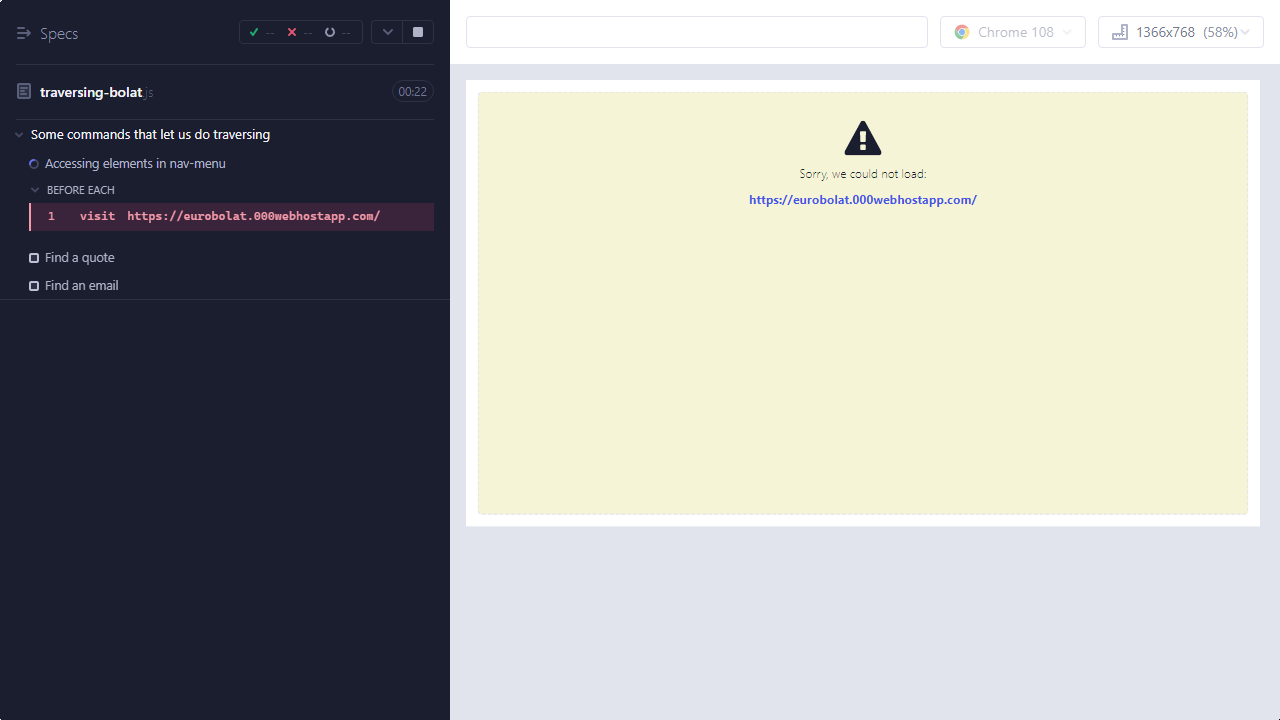 Specs
--
--
--
Chrome 108
1366x768 (58%)
traversing-bolat.js
00:22
Some commands that let us do traversing
Accessing elements in nav-menu
BEFORE EACH
1 visit https://eurobolat.000webhostapp.com/
Find a quote
Find an email
Sorry, we could not load:
https://eurobolat.000webhostapp.com/